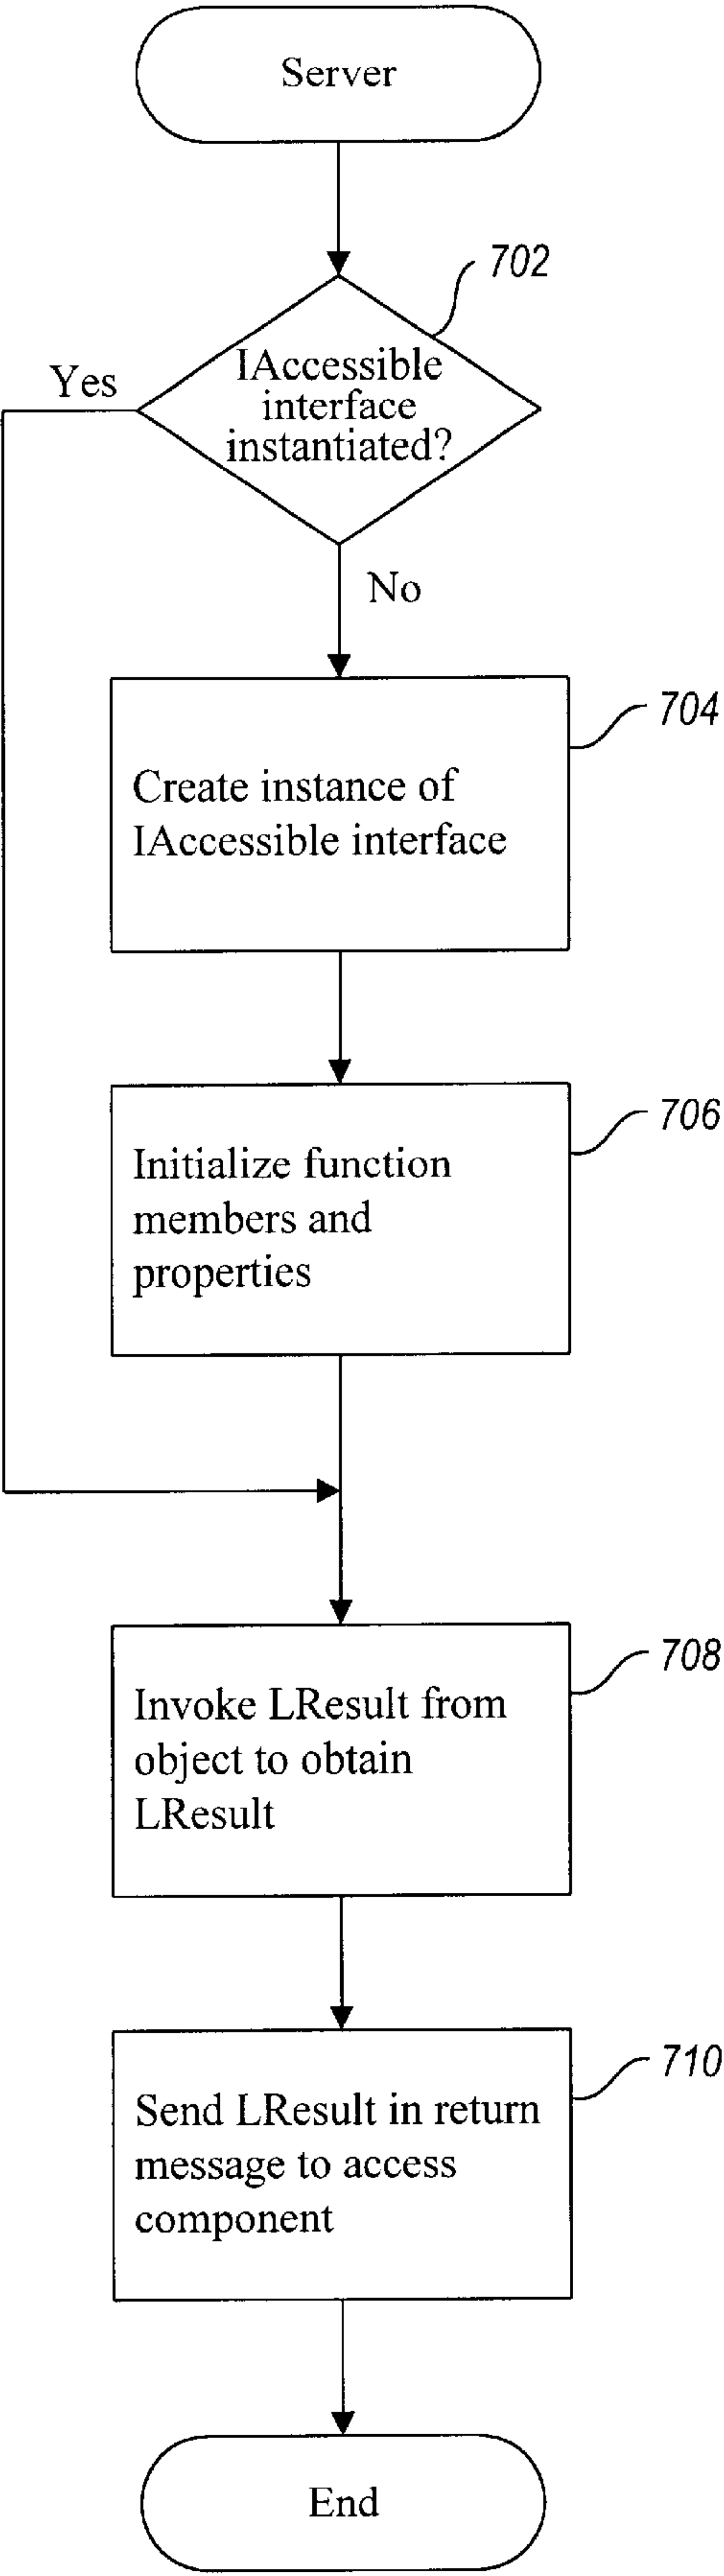 Server
702
IAccessible
interface
instantiated?
Yes
No
704
Create instance of
IAccessible interface
706
Initialize function
members and
properties
708
Invoke LResult from
object to obtain
LResult
710
Send LResult in return
message to access
component
End